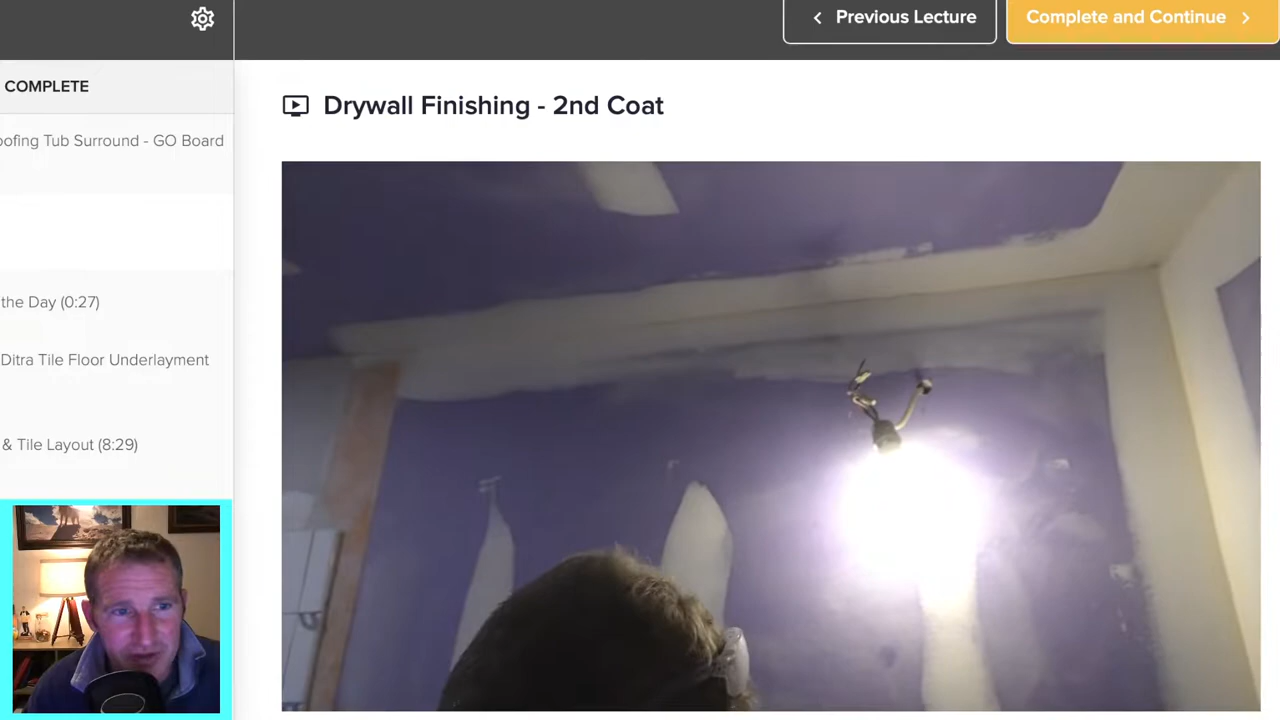 Previous Lecture
Complete and Continue
COMPLETE
Drywall Finishing - 2nd Coat
oofing Tub Surround - GO Board
the Day (0:27)
Ditra Tile Floor Underlayment
& Tile Layout (8:29)